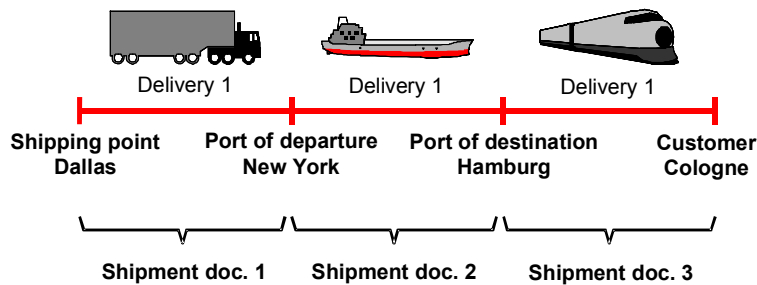 Delivery 1
Delivery 1
Delivery 1
Shipping point
Dallas
Port of departure
New York
Port of destination
Hamburg
Customer
Cologne
Shipment doc. 1
Shipment doc. 2
Shipment doc. 3